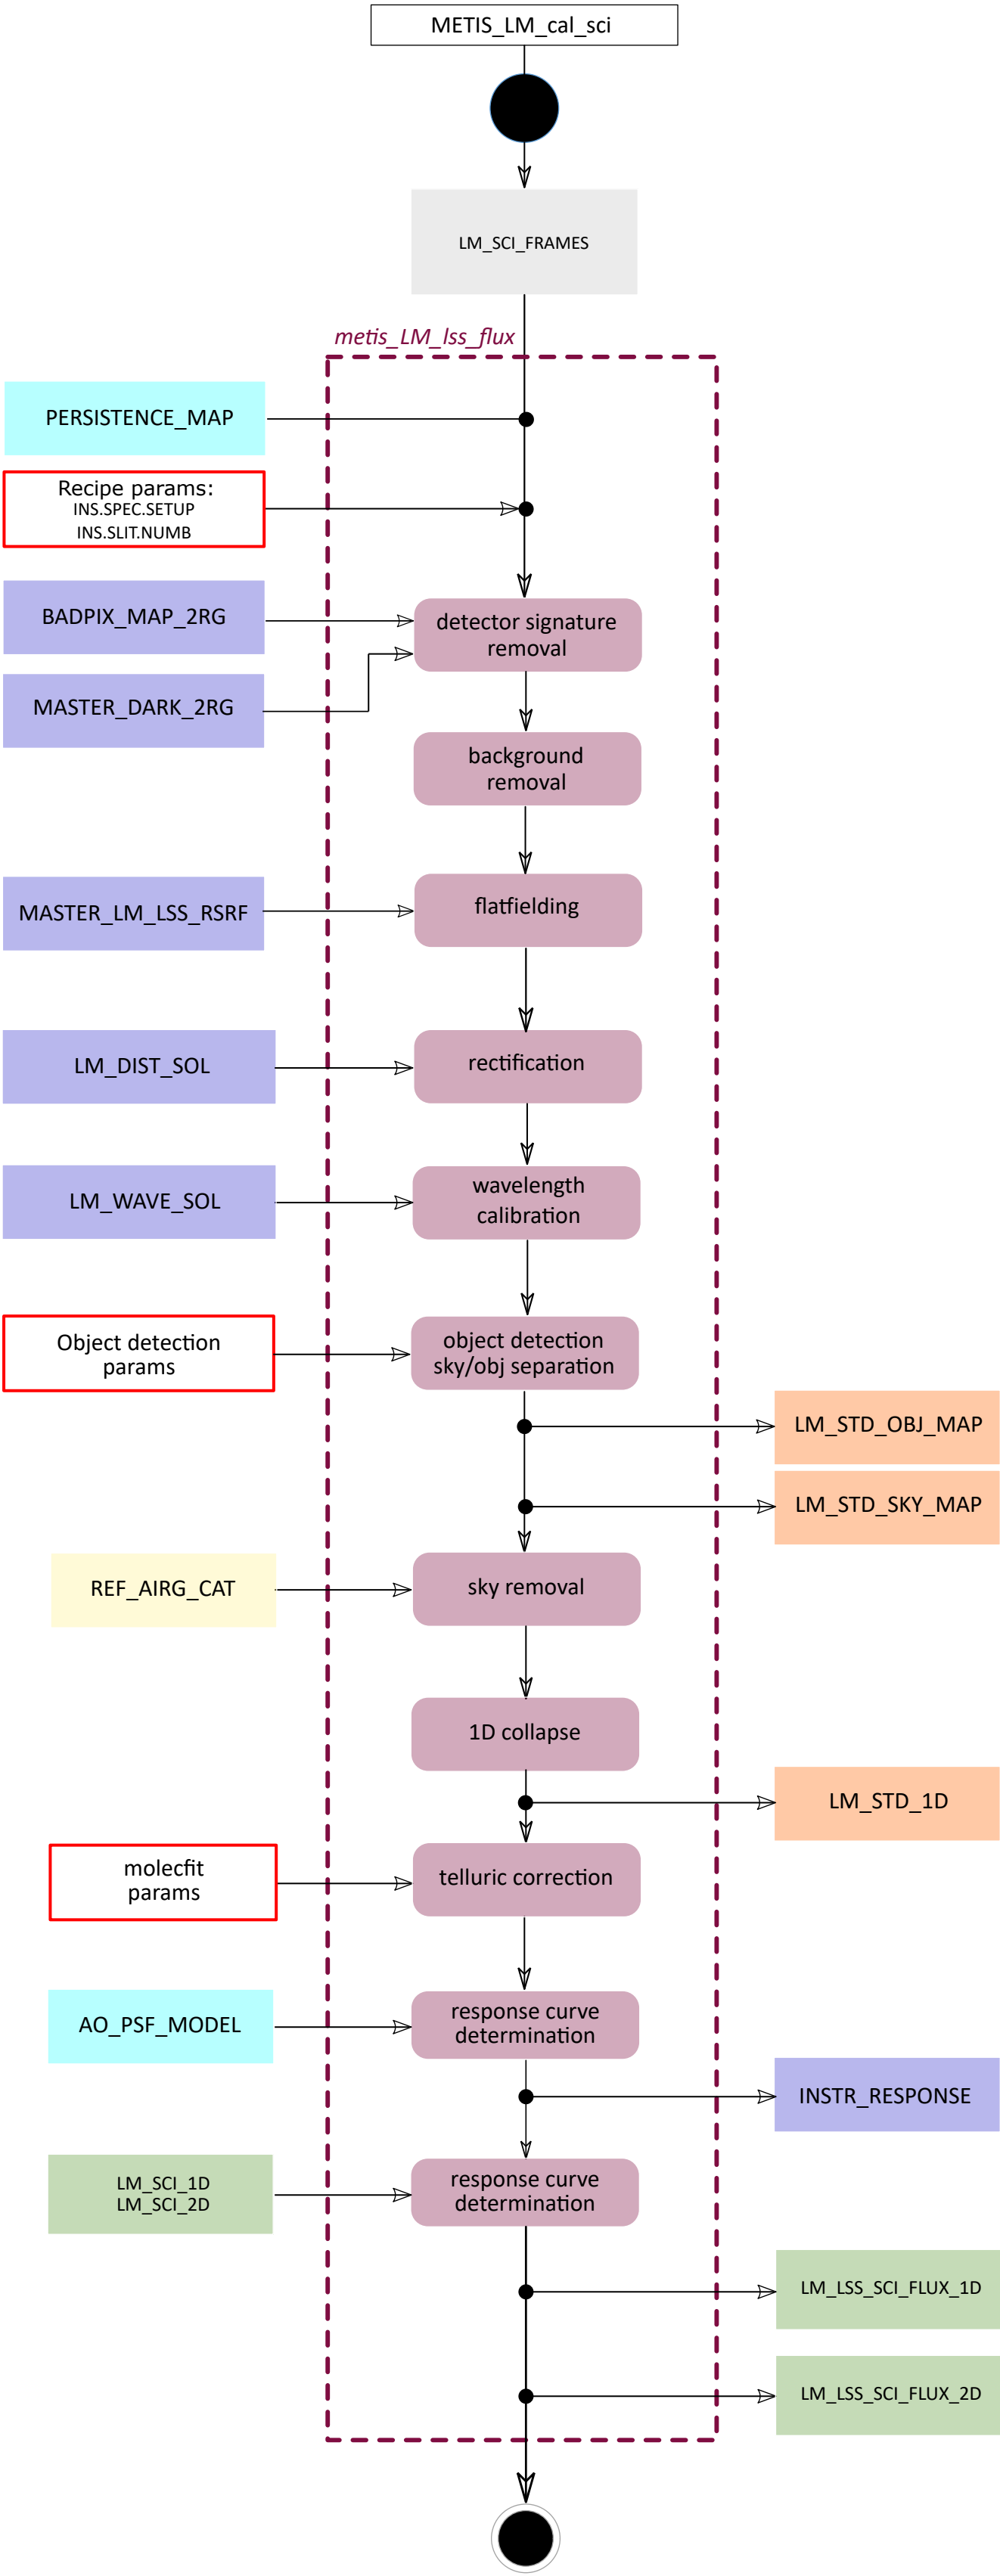 METIS_LM_cal_sci
LM_SCI_FRAMES
metis_LM_lss_flux
PERSISTENCE_MAP
Recipe params:
INS.SPEC.SETUP
INS.SLIT.NUMB
BADPIX_MAP_2RG
detector signature
removal
MASTER_DARK_2RG
background
removal
MASTER_LM_LSS_RSRF
flatfielding
LM_DIST_SOL
rectification
LM_WAVE_SOL
wavelength
calibration
Object detection
params
object detection
sky/obj separation
LM_STD_OBJ_MAP
LM_STD_SKY_MAP
REF_AIRG_CAT
sky removal
1D collapse
LM_STD_1D
molecfit
params
telluric correction
AO_PSF_MODEL
response curve
determination
INSTR_RESPONSE
LM_SCI_1D
LM_SCI_2D
response curve
determination
LM_LSS_SCI_FLUX_1D
LM_LSS_SCI_FLUX_2D